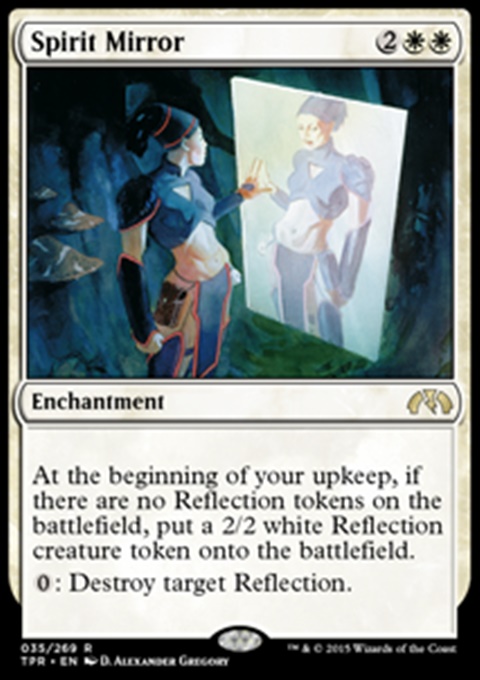 Spirit Mirror 2
Enchantment
At the beginning of your upkeep, if
there are no Reflection tokens on the
battlefield, put a 2/2 white Reflection
creature token onto the battlefield.
0: Destroy target Reflection.
035/269 R
TPR • EN D. Alexander Gregory
™ & © 2015 Wizards of the Coast